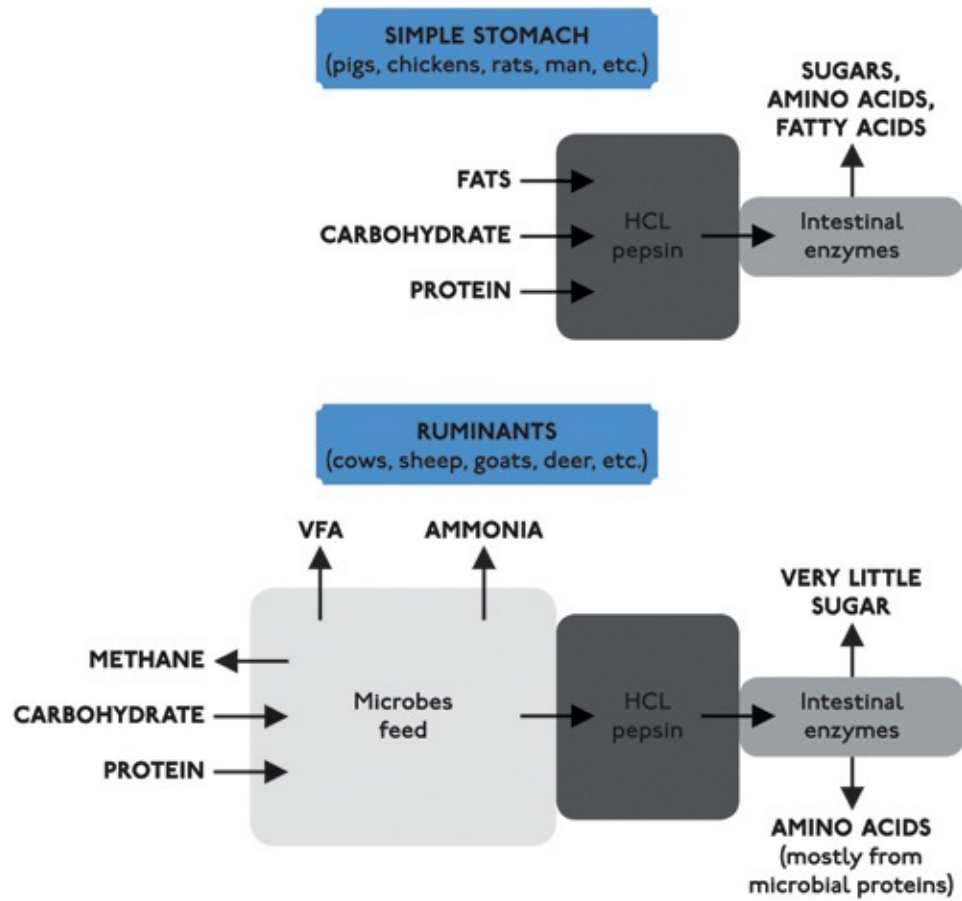 SIMPLE STOMACH
(pigs, chickens, rats, man, etc.)
SUGARS,
AMINO ACIDS,
FATTY ACIDS
FATS
CARBOHYDRATE
PROTEIN
HCL
pepsin
Intestinal
enzymes
RUMINANTS
(cows, sheep, goats, deer, etc.)
VFA
AMMONIA
METHANE
CARBOHYDRATE
PROTEIN
Microbes
feed
HCL
pepsin
VERY LITTLE
SUGAR
Intestinal
enzymes
AMINO ACIDS
(mostly from
microbial proteins)